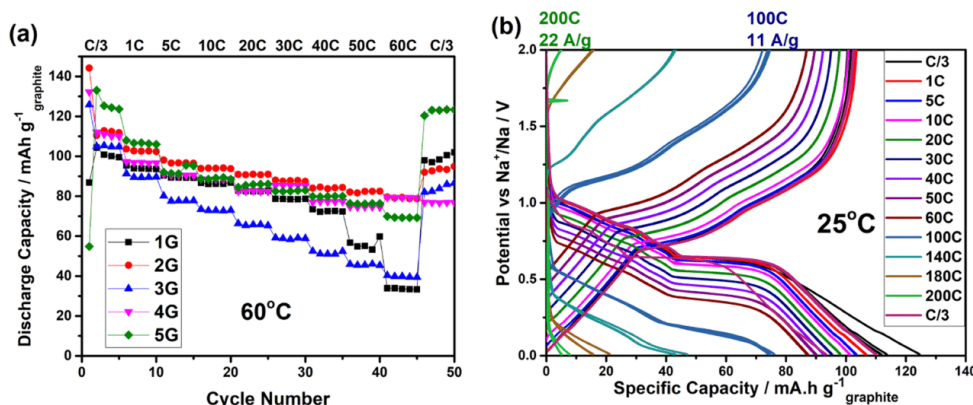 (a)
C/3 1C 5C 10C 20C 30C 40C 50C 60C C/3
Discharge Capacity / mAh g⁻¹graphite
140
120
100
80
60
40
20
0
1G
2G
3G
4G
5G
60°C
0 10 20 30 40 50
Cycle Number
(b)
200C
22 A/g
100C
11 A/g
Potential vs Na⁺/Na / V
2.0
1.5
1.0
0.5
0.0
25°C
C/3
1C
5C
10C
20C
30C
40C
50C
60C
100C
140C
180C
200C
C/3
0 20 40 60 80 100 120 140
Specific Capacity / mA.h g⁻¹graphite